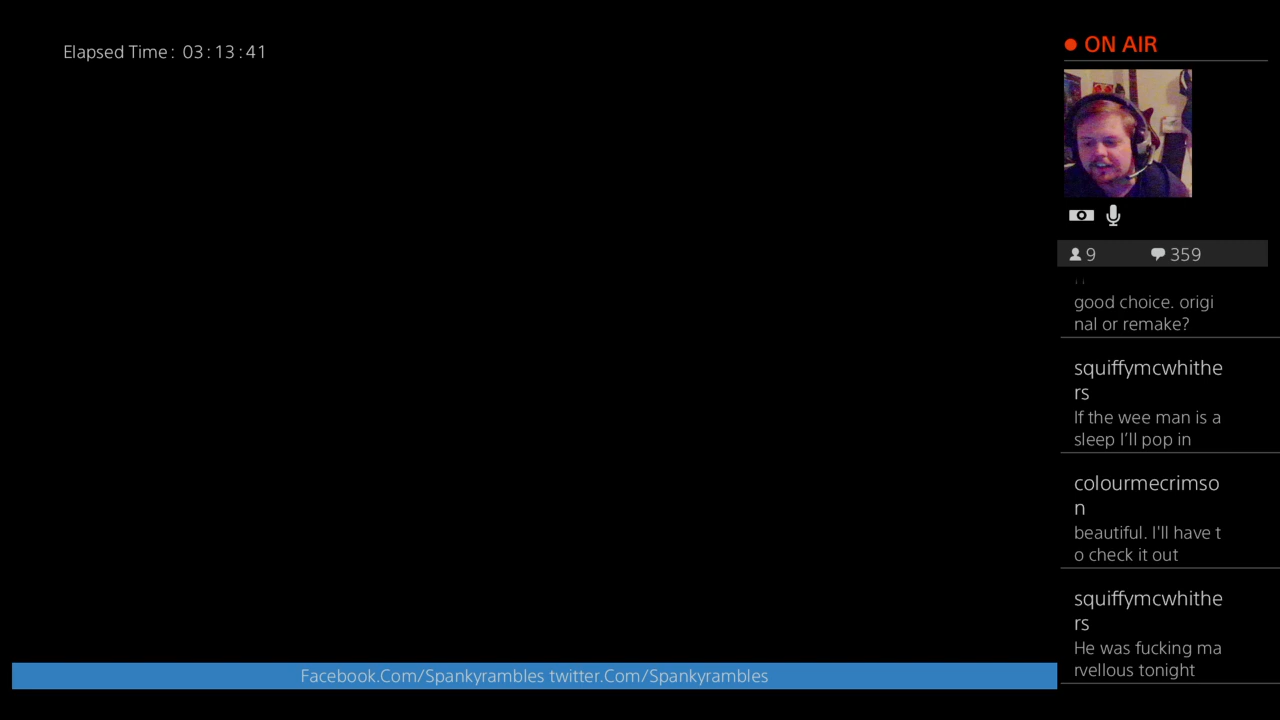 Elapsed Time: 03:13:41
ON AIR
9
359
good choice. origi
nal or remake?
squiffymcwhithe
rs
If the wee man is a
sleep I'll pop in
colourmecrimso
n
beautiful. I'll have t
o check it out
squiffymcwhithe
rs
He was fucking ma
rvellous tonight
Facebook.Com/Spankyrambles twitter.Com/Spankyrambles